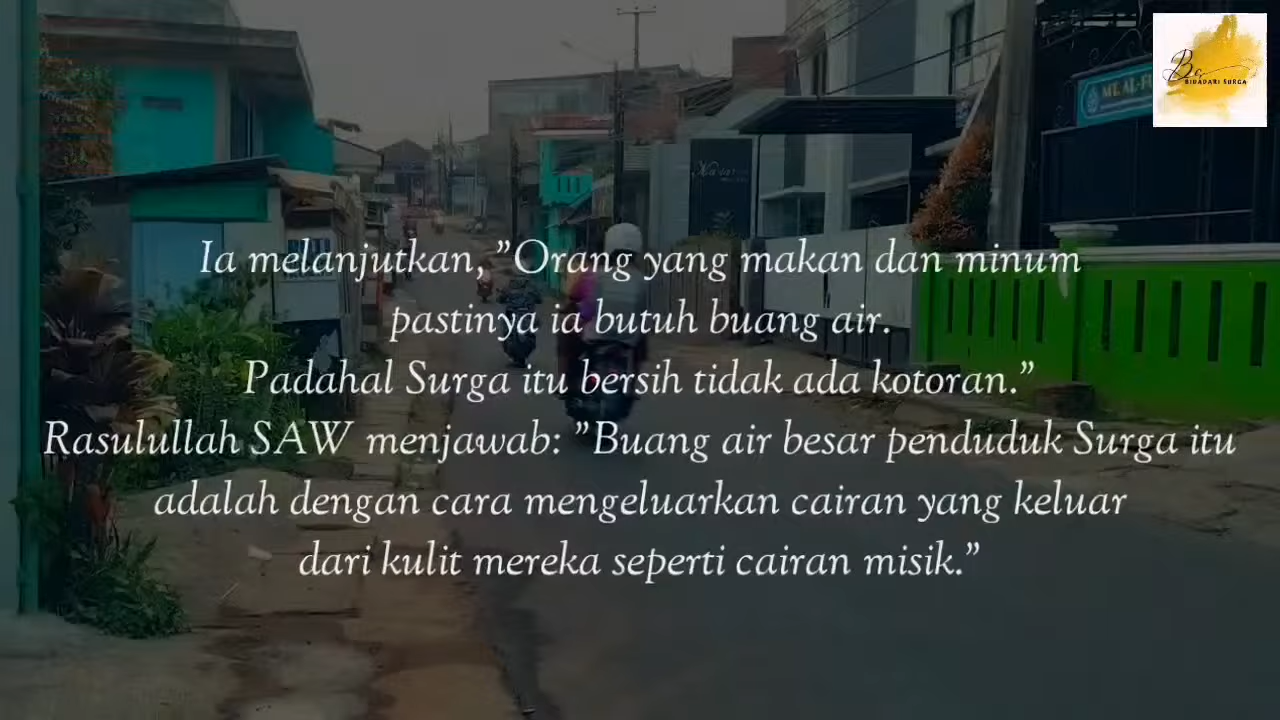 BIDADARI SURGA
Ia melanjutkan, "Orang yang makan dan minum
pastinya ia butuh buang air.
Padahal Surga itu bersih tidak ada kotoran."
Rasulullah SAW menjawab: "Buang air besar penduduk Surga itu
adalah dengan cara mengeluarkan cairan yang keluar
dari kulit mereka seperti cairan misik."